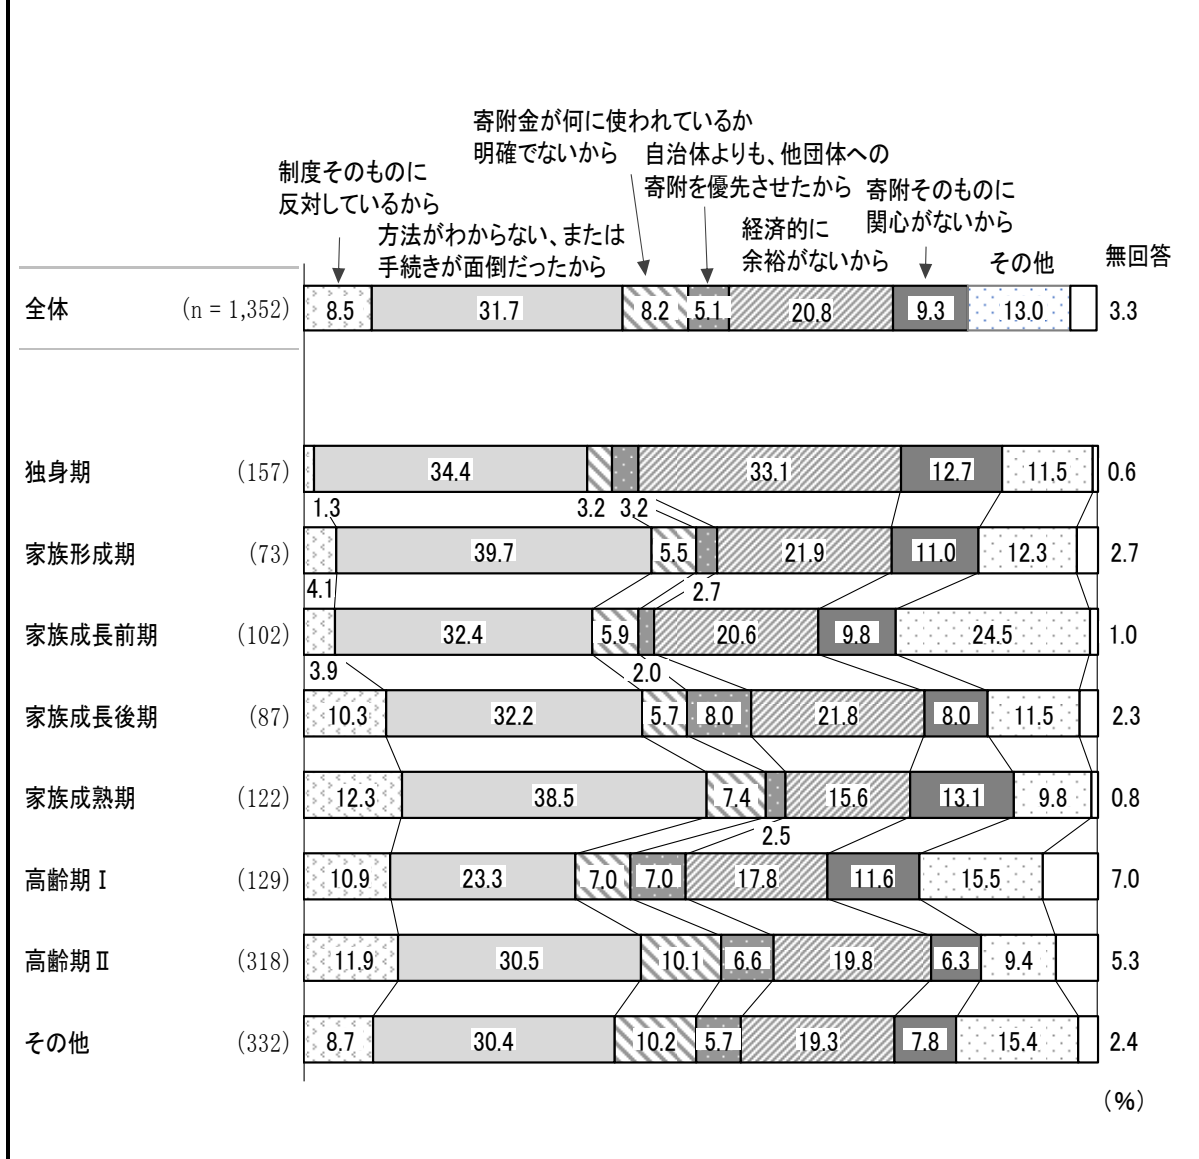 寄附金が何に使われているか
明確でないから
自治体よりも、他団体への
寄附を優先させたから
制度そのものに
反対しているから
寄附そのものに
関心がないから
方法がわからない、または
手続きが面倒だったから
経済的に
余裕がないから
その他
無回答
全体 (n = 1,352) 8.5 31.7 8.2 5.1 20.8 9.3 13.0 3.3
独身期 (157) 34.4 33.1 12.7 11.5 0.6
1.3 3.2 3.2
家族形成期 (73) 39.7 5.5 21.9 11.0 12.3 2.7
4.1 2.7
家族成長前期 (102) 32.4 5.9 20.6 9.8 24.5 1.0
3.9 2.0
家族成長後期 (87) 10.3 32.2 5.7 8.0 21.8 8.0 11.5 2.3
家族成熟期 (122) 12.3 38.5 7.4 15.6 13.1 9.8 0.8
2.5
高齢期Ⅰ (129) 10.9 23.3 7.0 7.0 17.8 11.6 15.5 7.0
高齢期Ⅱ (318) 11.9 30.5 10.1 6.6 19.8 6.3 9.4 5.3
その他 (332) 8.7 30.4 10.2 5.7 19.3 7.8 15.4 2.4
(%)